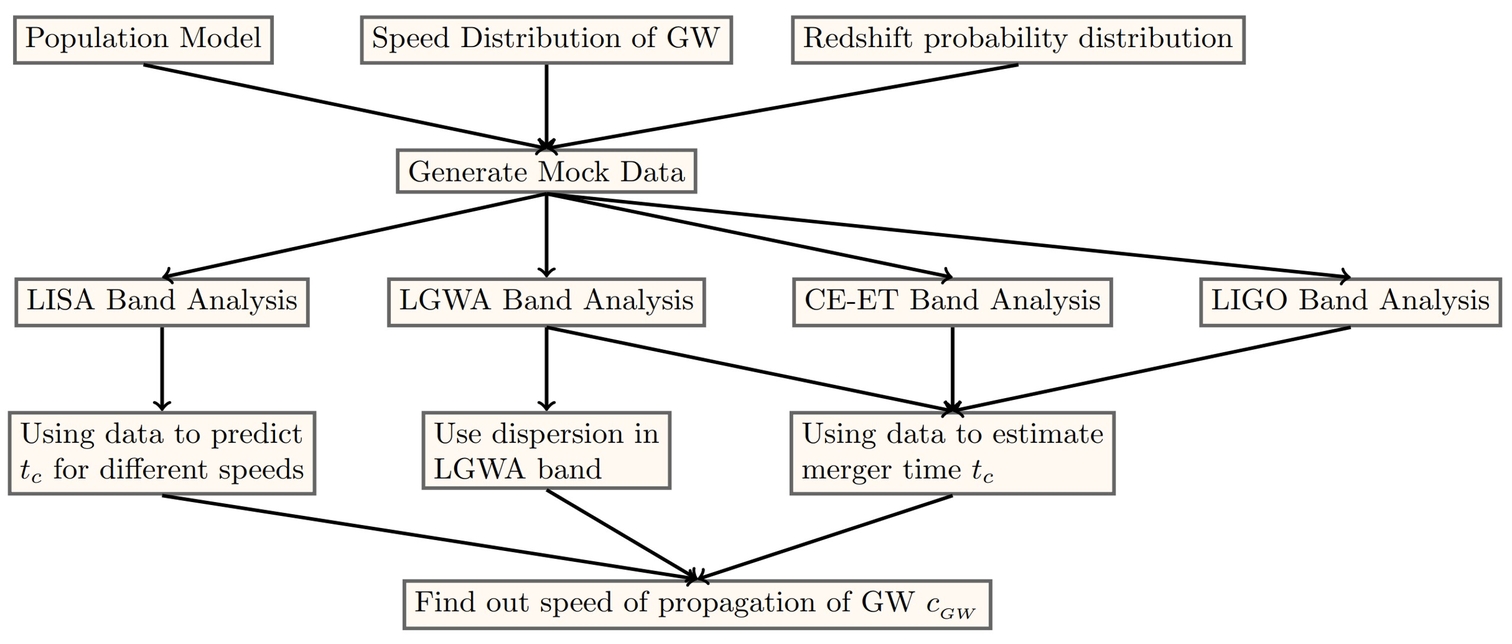 Population Model
Speed Distribution of GW
Redshift probability distribution
Generate Mock Data
LISA Band Analysis
LGWA Band Analysis
CE-ET Band Analysis
LIGO Band Analysis
Using data to predict
t_c for different speeds
Use dispersion in
LGWA band
Using data to estimate
merger time t_c
Find out speed of propagation of GW c_GW